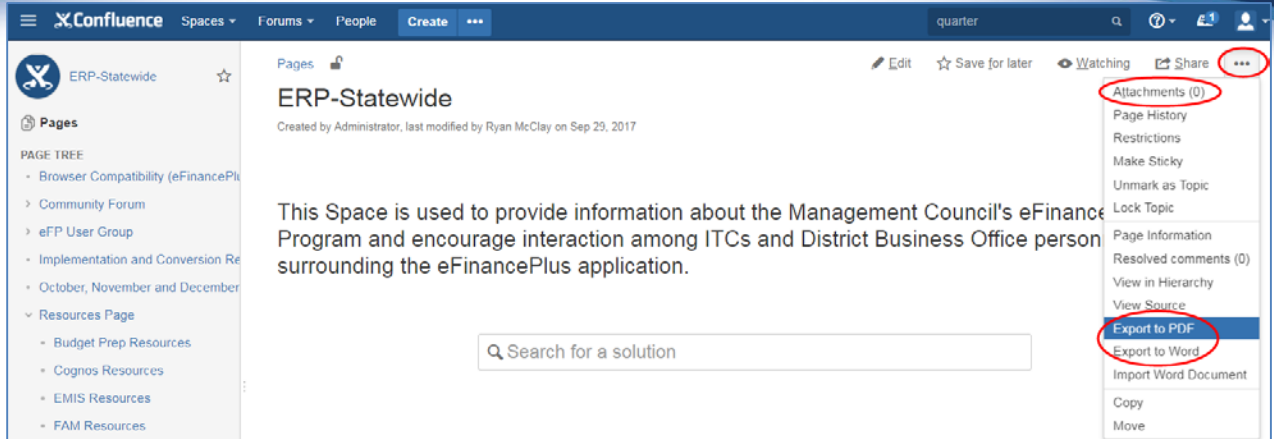 Confluence Spaces Forums People Create ••• quarter 1
ERP-Statewide
Pages
PAGE TREE
Browser Compatibility (eFinancePlu
Community Forum
eFP User Group
Implementation and Conversion Re
October, November and December
Resources Page
Budget Prep Resources
Cognos Resources
EMIS Resources
FAM Resources
Pages Edit Save for later Watching Share •••
ERP-Statewide
Created by Administrator, last modified by Ryan McClay on Sep 29, 2017
This Space is used to provide information about the Management Council's eFinance
Program and encourage interaction among ITCs and District Business Office person
surrounding the eFinancePlus application.
Search for a solution
Attachments (0)
Page History
Restrictions
Make Sticky
Unmark as Topic
Lock Topic
Page Information
Resolved comments (0)
View in Hierarchy
View Source
Export to PDF
Export to Word
Import Word Document
Copy
Move